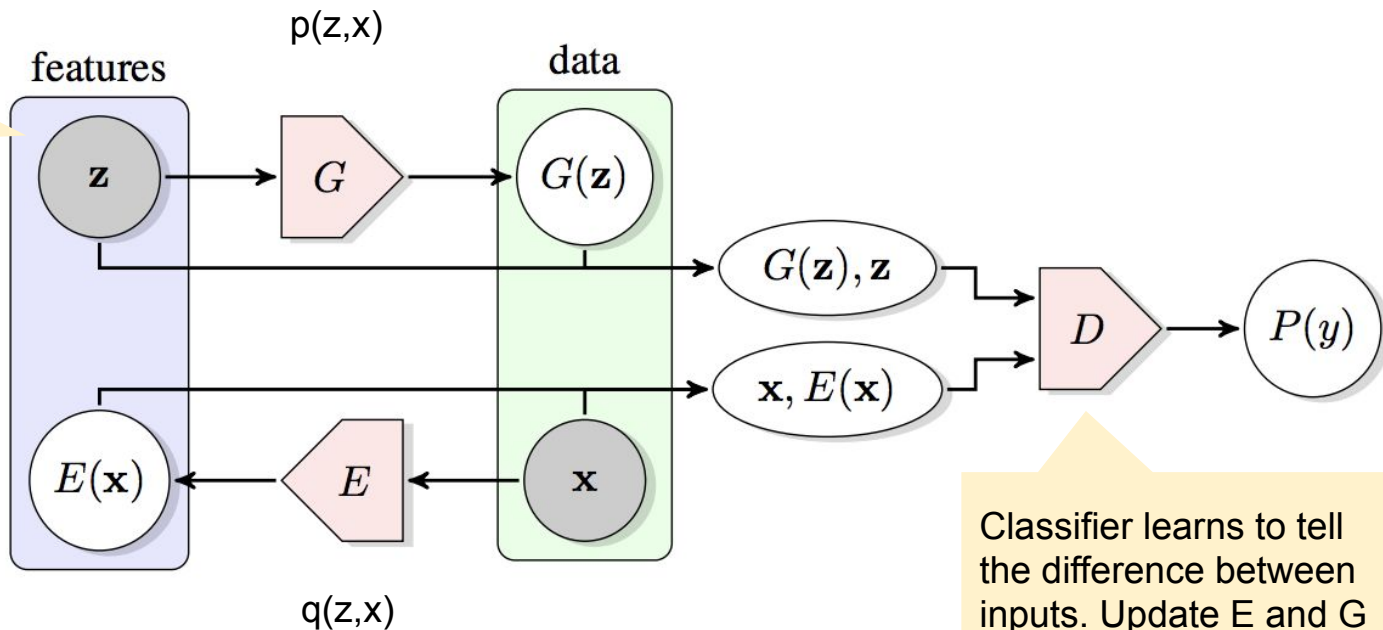 p(z,x)
features
data
z
G
G(z)
G(z), z
D
P(y)
x, E(x)
E(x)
E
x
q(z,x)
Classifier learns to tell
the difference between
inputs. Update E and G